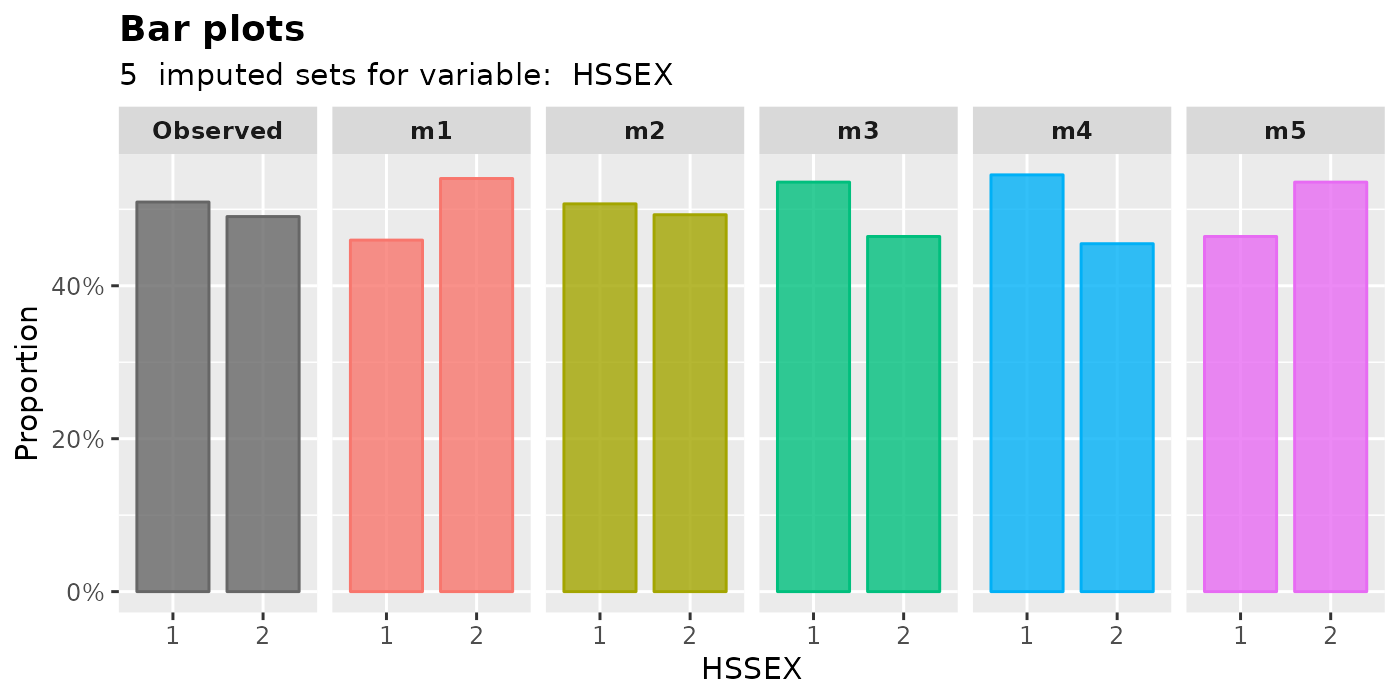 Bar plots
5  imputed sets for variable:  HSSEX
Observed m1 m2 m3 m4 m5
Proportion
40%
20%
0%
1 2 1 2 1 2 1 2 1 2 1 2
HSSEX